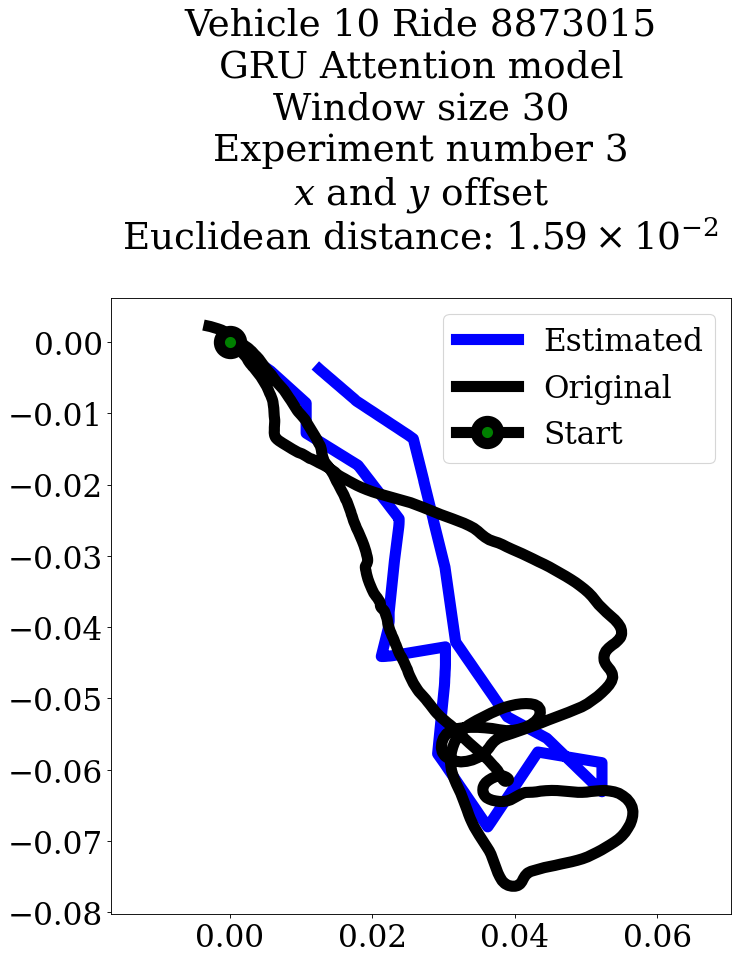 Vehicle 10 Ride 8873015
GRU Attention model
Window size 30
Experiment number 3
x and y offset
Euclidean distance: 1.59 × 10⁻²
Estimated
Original
Start
0.00
−0.01
−0.02
−0.03
−0.04
−0.05
−0.06
−0.07
−0.08
0.00 0.02 0.04 0.06